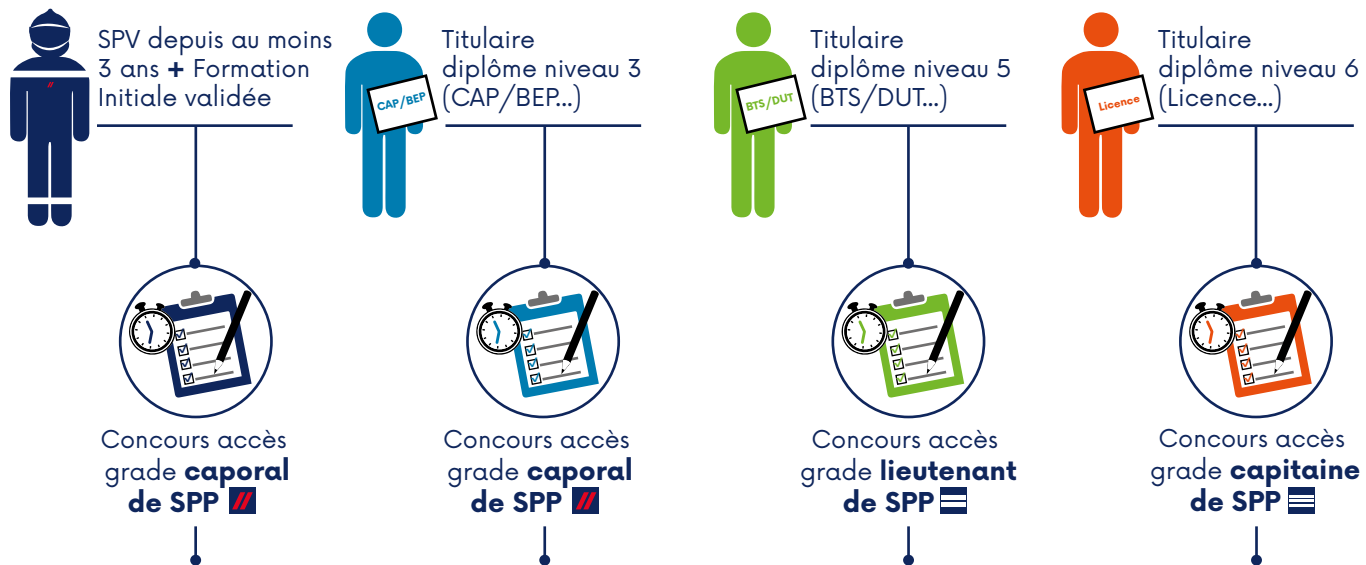 SPV depuis au moins
3 ans + Formation
Initiale validée
CAP/BEP
Titulaire
diplôme niveau 3
(CAP/BEP...)
BTS/DUT
Titulaire
diplôme niveau 5
(BTS/DUT...)
Licence
Titulaire
diplôme niveau 6
(Licence...)
Concours accès
grade caporal
de SPP
Concours accès
grade caporal
de SPP
Concours accès
grade lieutenant
de SPP
Concours accès
grade capitaine
de SPP